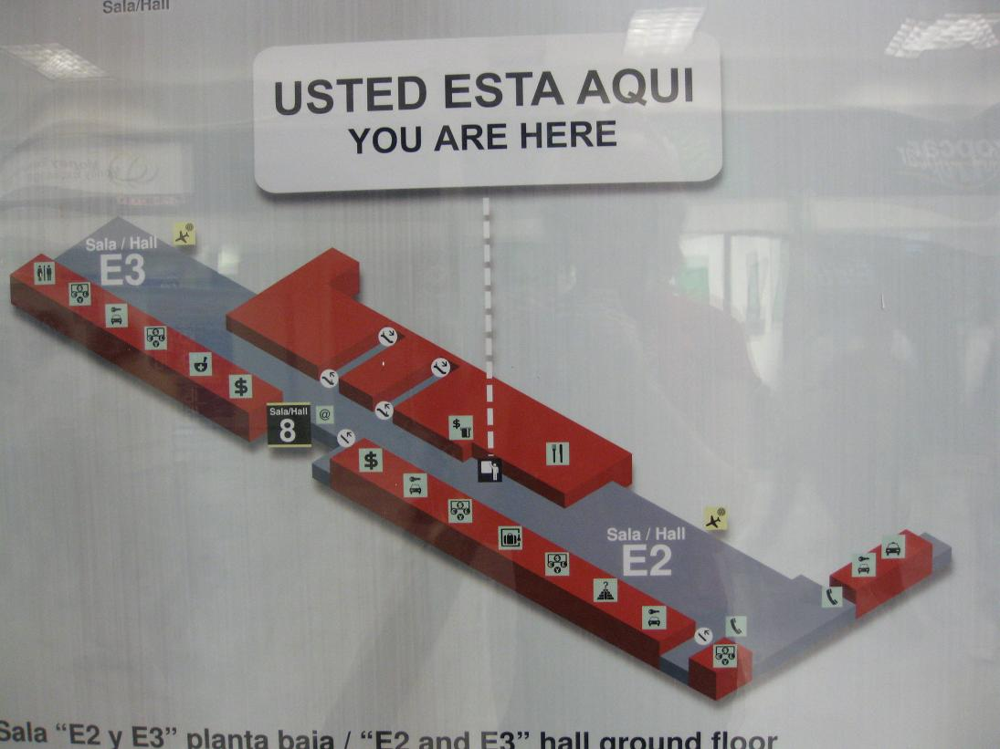 Sala/Hall
USTED ESTA AQUI
YOU ARE HERE
Sala / Hall
E3
Sala/Hall
8
@
Sala / Hall
E2
Sala "E2 y E3" planta baja / "E2 and E3" hall ground floor